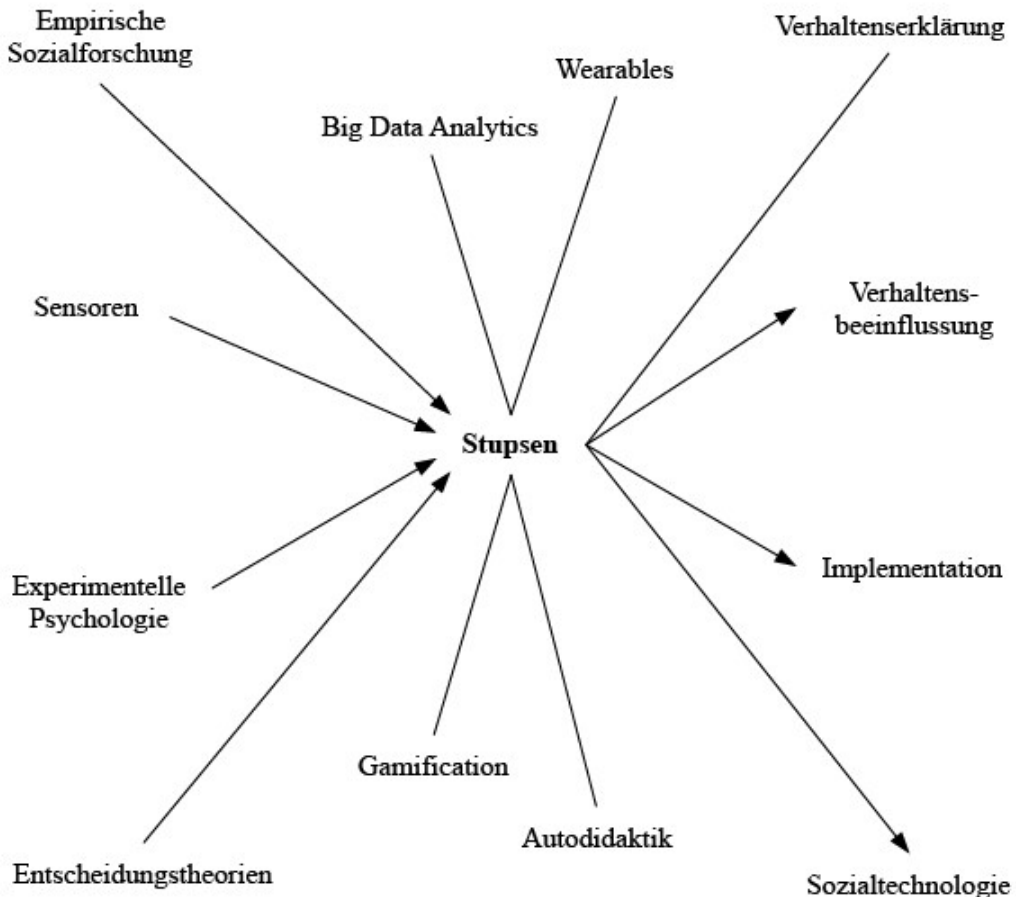 Empirische
Sozialforschung
Verhaltenserklärung
Wearables
Big Data Analytics
Sensoren
Verhaltens-
beeinflussung
Stupsen
Experimentelle
Psychologie
Implementation
Gamification
Autodidaktik
Entscheidungstheorien
Sozialtechnologie